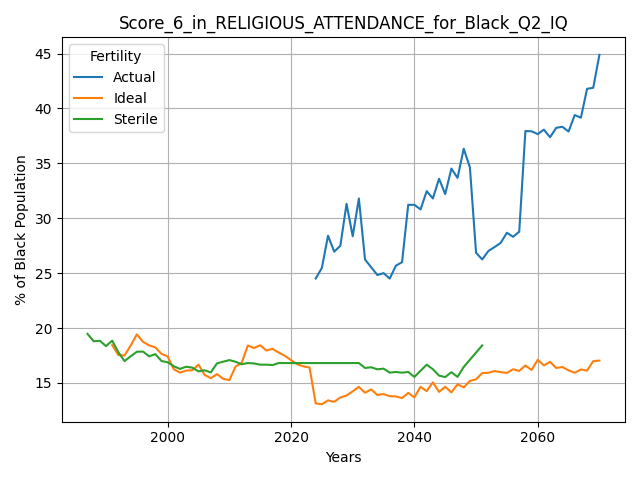 Score_6_in_RELIGIOUS_ATTENDANCE_for_Black_Q2_IQ
Fertility
Actual
Ideal
Sterile
% of Black Population
45
40
35
30
25
20
15
2000
2020
2040
2060
Years